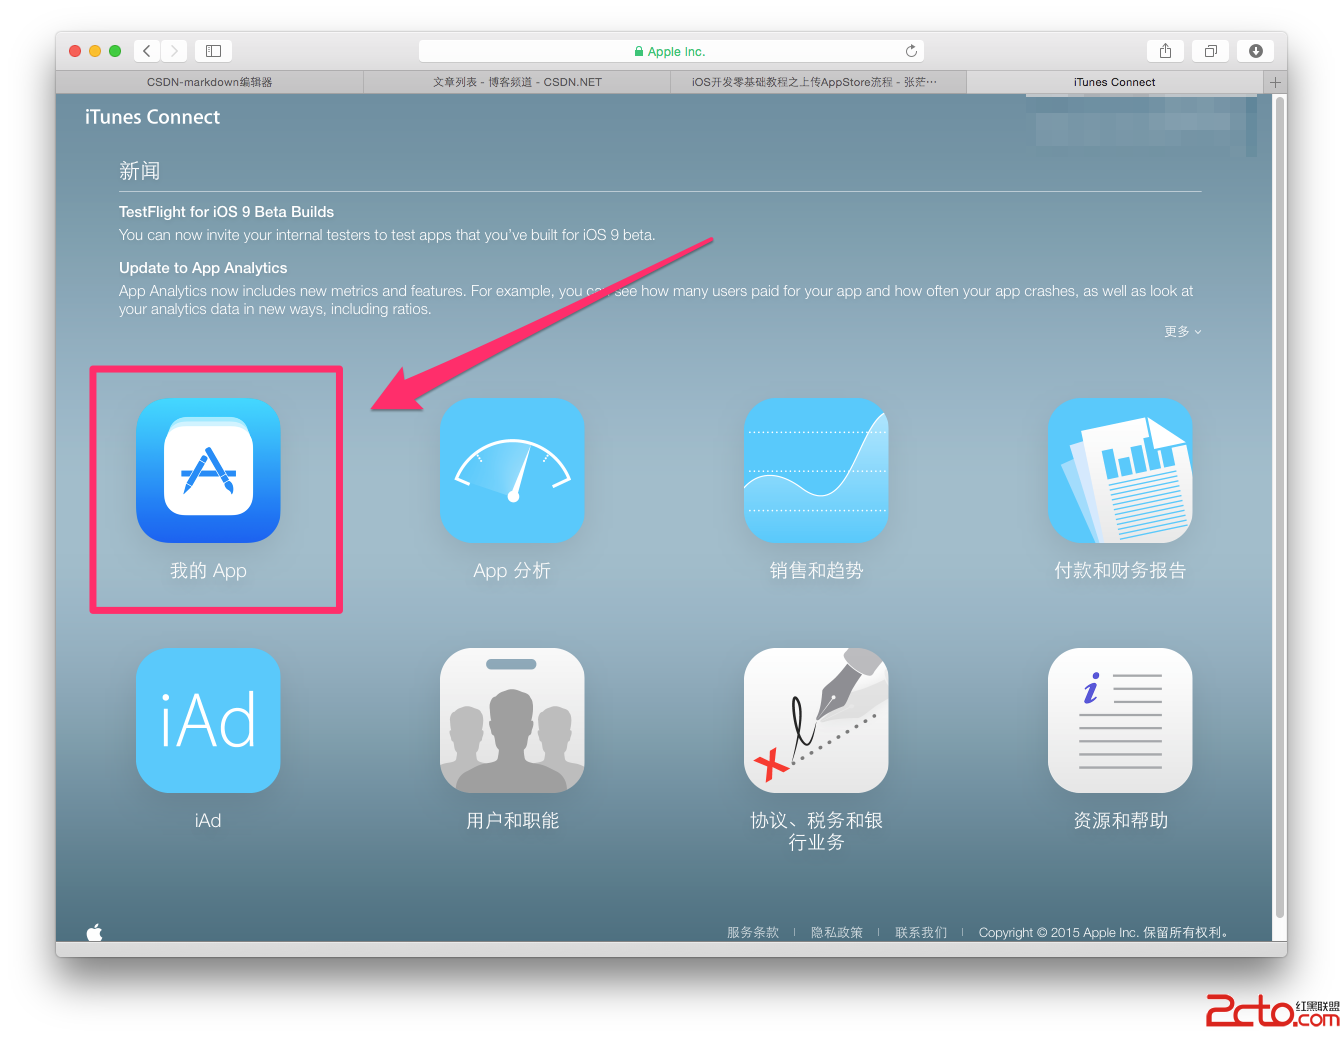 Apple Inc.
CSDN-markdown编辑器
文章列表 - 博客频道 - CSDN.NET
iOS开发零基础教程之上传AppStore流程 - 张茫…
iTunes Connect
iTunes Connect
新闻
TestFlight for iOS 9 Beta Builds
You can now invite your internal testers to test apps that you've built for iOS 9 beta.
Update to App Analytics
App Analytics now includes new metrics and features. For example, you can see how many users paid for your app and how often your app crashes, as well as look at
your analytics data in new ways, including ratios.
更多
我的 App
App 分析
销售和趋势
付款和财务报告
iAd
iAd
用户和职能
协议、税务和银
行业务
资源和帮助
服务条款 | 隐私政策 | 联系我们 | Copyright © 2015 Apple Inc. 保留所有权利。
2cto.com
红黑联盟